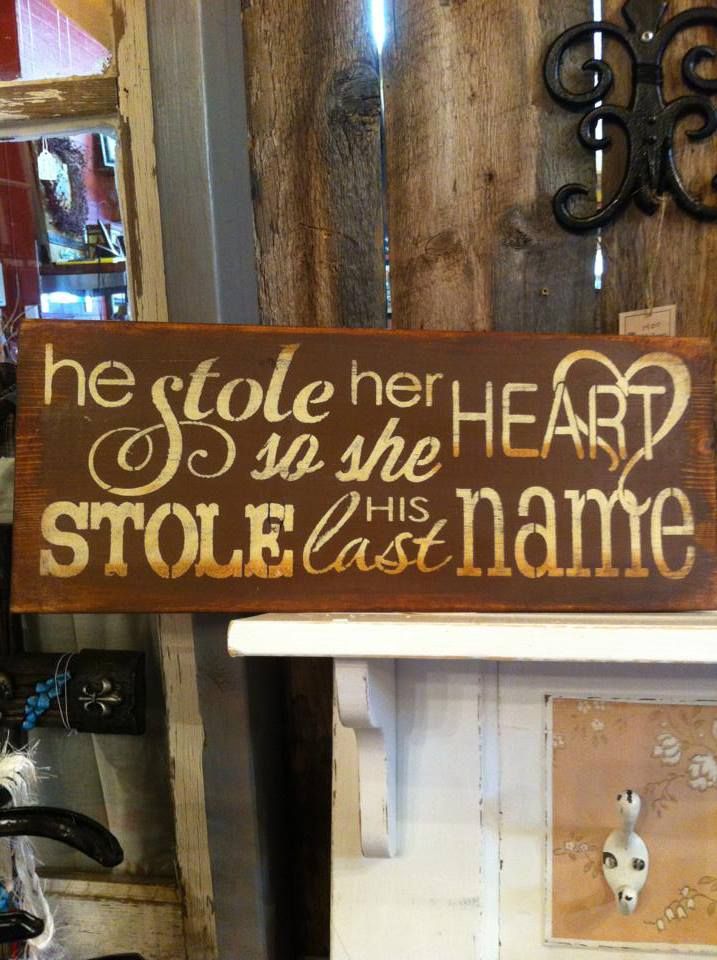 he stole her HEART
so she
STOLE HIS last name